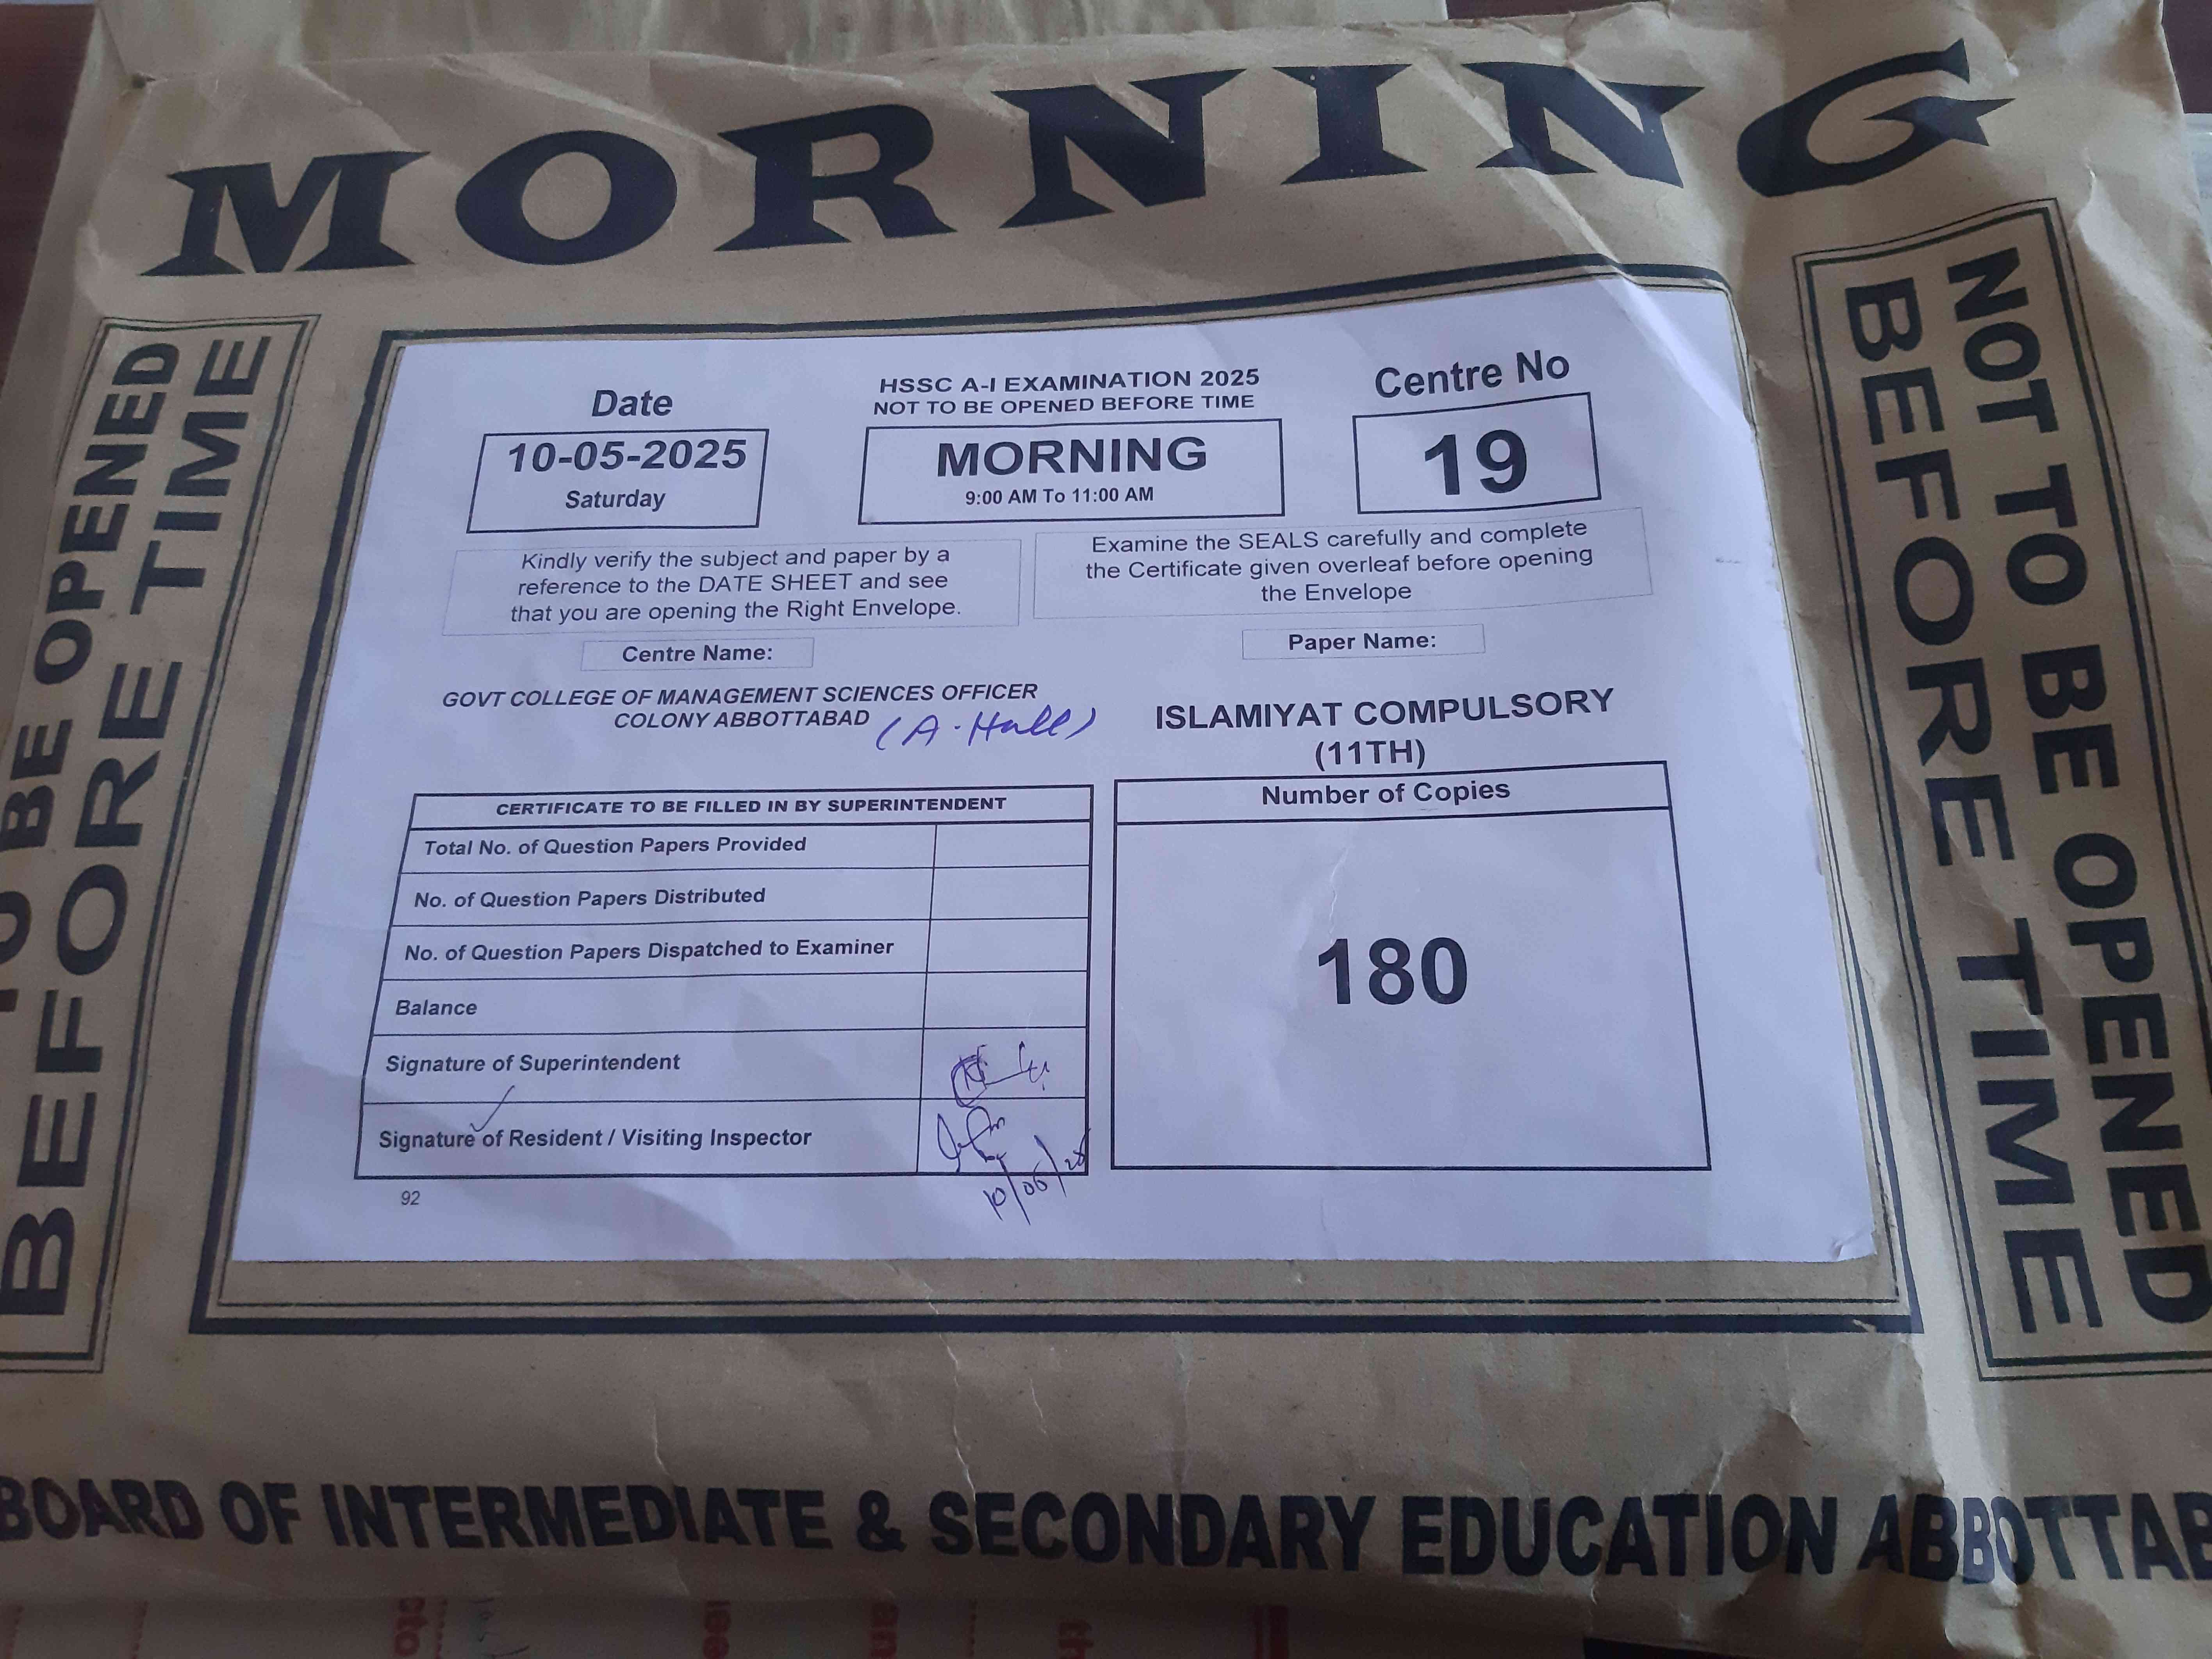 MORNING
NOT TO BE OPENED
BEFORE TIME
TO BE OPENED
BEFORE TIME
Date
10-05-2025
Saturday
HSSC A-I EXAMINATION 2025
NOT TO BE OPENED BEFORE TIME
MORNING
9:00 AM To 11:00 AM
Centre No
19
Kindly verify the subject and paper by a
reference to the DATE SHEET and see
that you are opening the Right Envelope.
Examine the SEALS carefully and complete
the Certificate given overleaf before opening
the Envelope
Centre Name:
GOVT COLLEGE OF MANAGEMENT SCIENCES OFFICER
COLONY ABBOTTABAD (A-Hall)
Paper Name:
ISLAMIYAT COMPULSORY
(11TH)
CERTIFICATE TO BE FILLED IN BY SUPERINTENDENT
Total No. of Question Papers Provided
No. of Question Papers Distributed
No. of Question Papers Dispatched to Examiner
Balance
Signature of Superintendent
Signature of Resident / Visiting Inspector
Number of Copies
180
92
BOARD OF INTERMEDIATE & SECONDARY EDUCATION ABBOTTAB